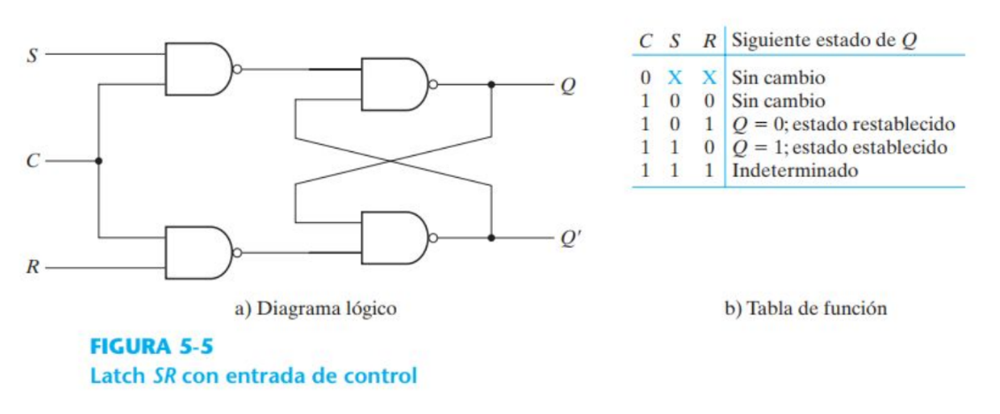 S
C
R
Q
Q'
a) Diagrama lógico
C S R Siguiente estado de Q
0 X X Sin cambio
1 0 0 Sin cambio
1 0 1 Q = 0; estado restablecido
1 1 0 Q = 1; estado establecido
1 1 1 Indeterminado
b) Tabla de función
FIGURA 5-5
Latch SR con entrada de control